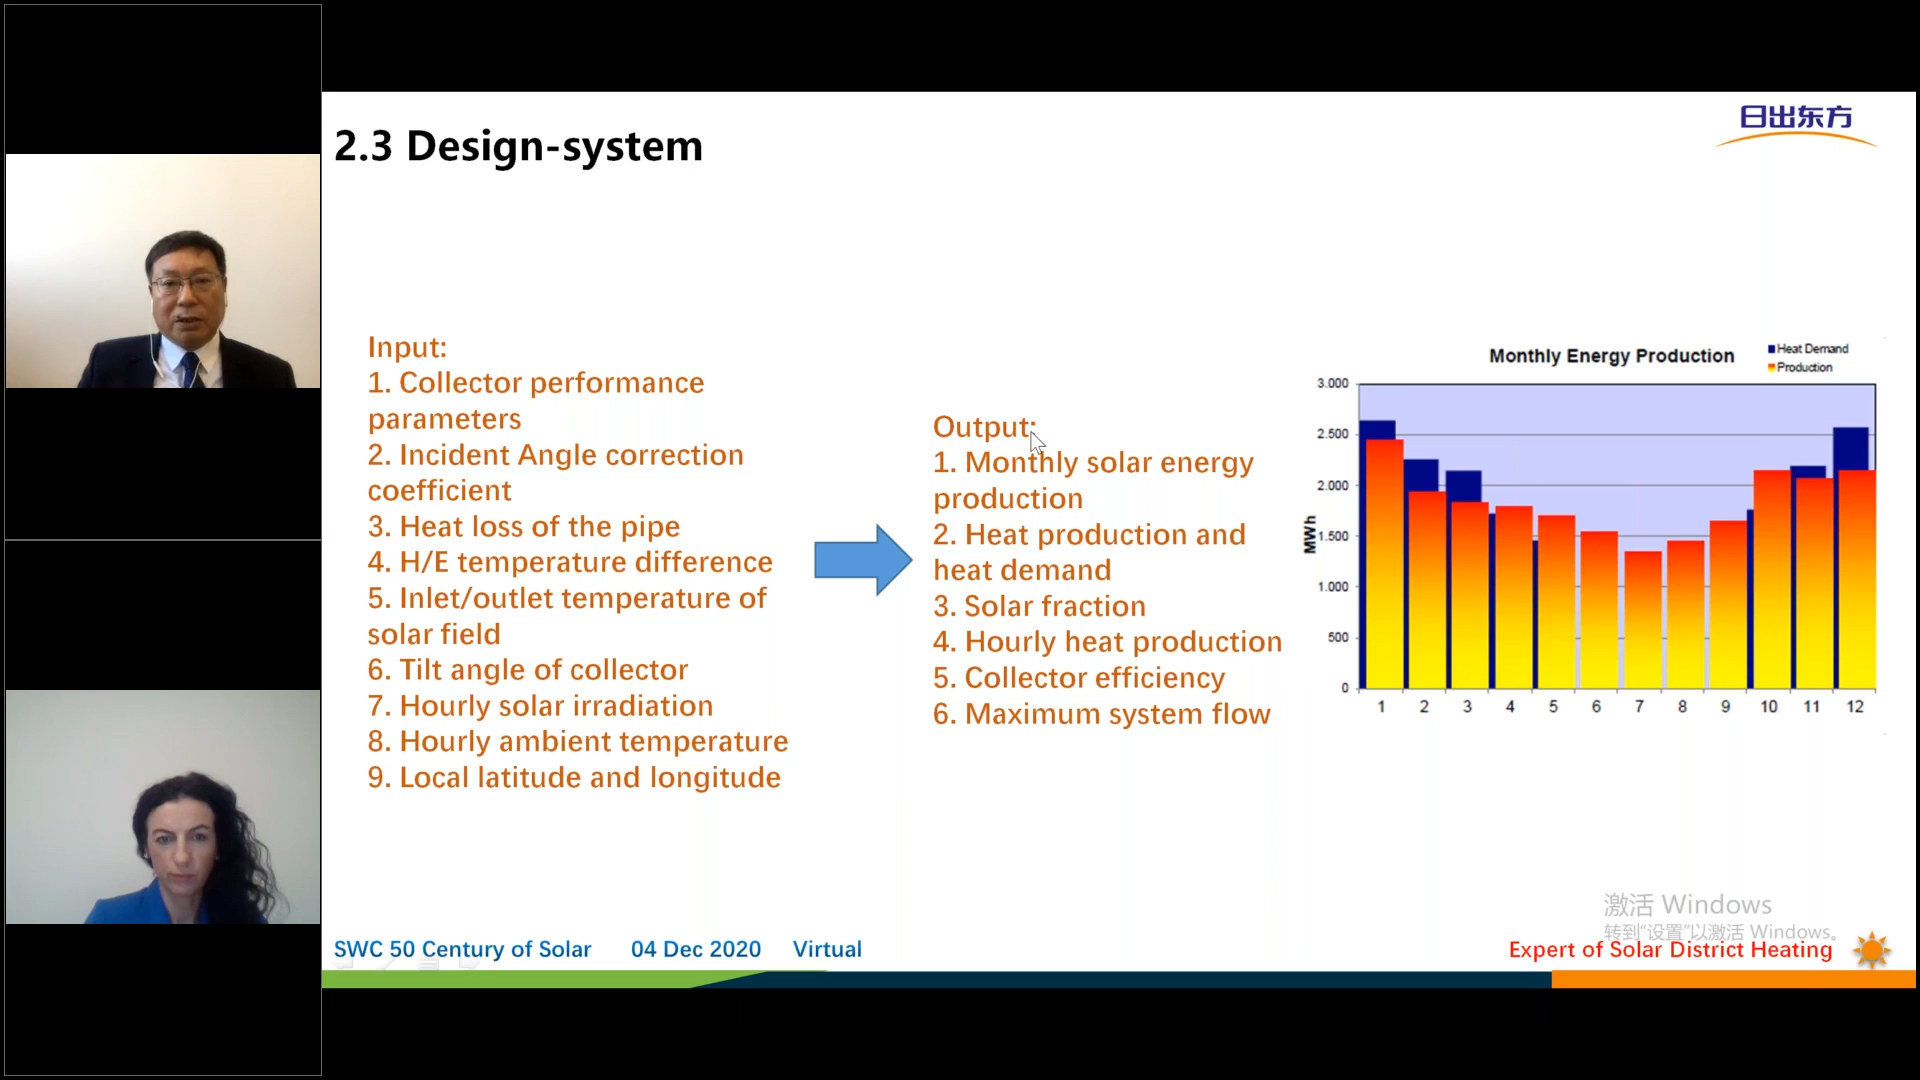 日出东方
2.3 Design-system
Input:
1. Collector performance
parameters
2. Incident Angle correction
coefficient
3. Heat loss of the pipe
4. H/E temperature difference
5. Inlet/outlet temperature of
solar field
6. Tilt angle of collector
7. Hourly solar irradiation
8. Hourly ambient temperature
9. Local latitude and longitude
Output:
1. Monthly solar energy
production
2. Heat production and
heat demand
3. Solar fraction
4. Hourly heat production
5. Collector efficiency
6. Maximum system flow
Monthly Energy Production
Heat Demand
Production
MWh
3.000
2.500
2.000
1.500
1.000
500
0
1 2 3 4 5 6 7 8 9 10 11 12
激活 Windows
转到"设置"以激活 Windows。
SWC 50 Century of Solar 04 Dec 2020 Virtual
Expert of Solar District Heating